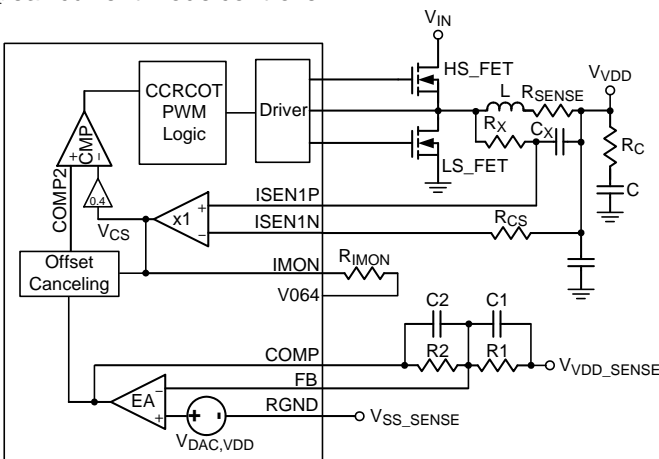 V_IN
HS_FET
CCRCOT
PWM
Logic
Driver
L
R_SENSE
V_VDD
R_X
C_X
R_C
LS_FET
C
CMP
+
-
COMP2
0.4
V_CS
x1
+
-
ISEN1P
ISEN1N
R_CS
Offset
Canceling
IMON
R_IMON
V064
C2
C1
COMP
R2
R1
V_VDD_SENSE
FB
EA
-
+
+
-
RGND
V_SS_SENSE
V_DAC,VDD